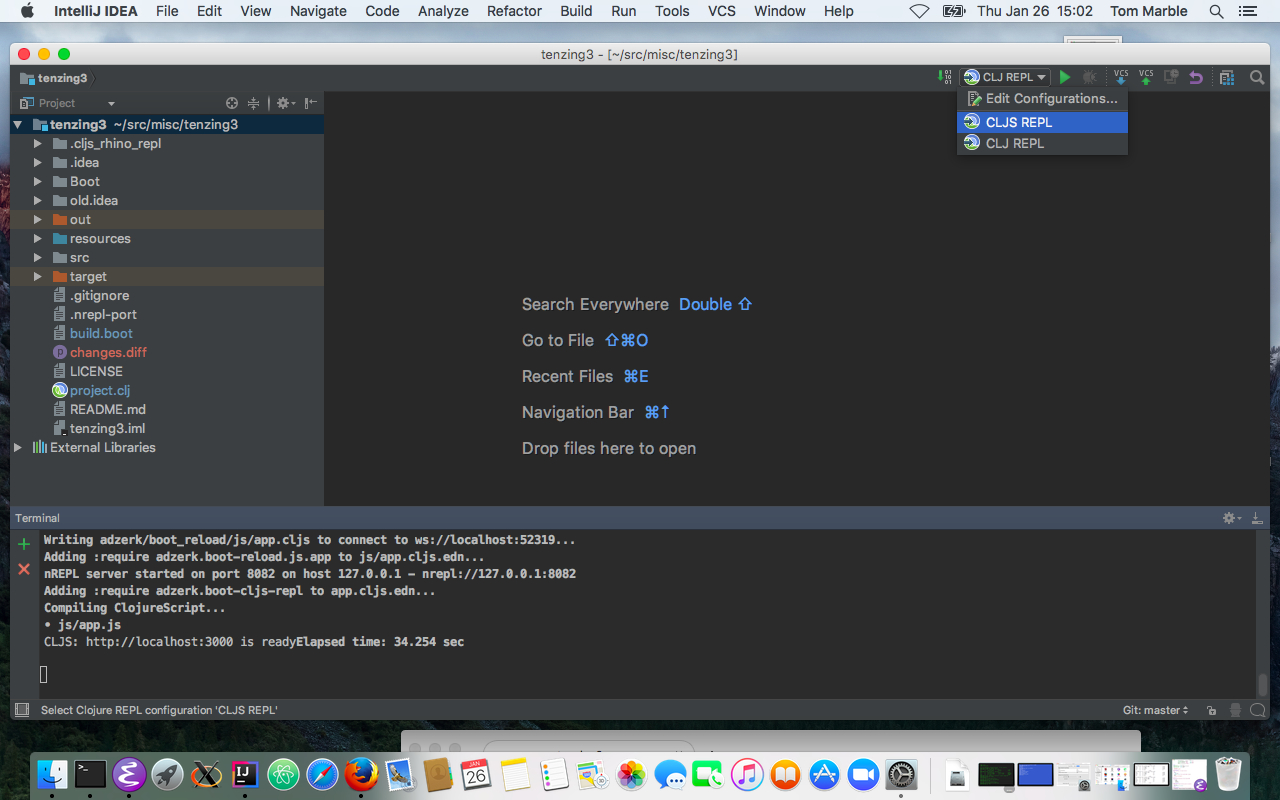 IntelliJ IDEA File Edit View Navigate Code Analyze Refactor Build Run Tools VCS Window Help Thu Jan 26 15:02 Tom Marble
tenzing3 - [~/src/misc/tenzing3]
tenzing3 CLJ REPL VCS VCS
Project
Edit Configurations...
tenzing3 ~/src/misc/tenzing3
CLJS REPL
.cljs_rhino_repl
CLJ REPL
.idea
Boot
old.idea
out
resources
src
target
.gitignore
.nrepl-port
build.boot
changes.diff
LICENSE
project.clj
README.md
tenzing3.iml
External Libraries
Search Everywhere Double ⇧
Go to File ⇧⌘O
Recent Files ⌘E
Navigation Bar ⌘↑
Drop files here to open
Terminal
Writing adzerk/boot_reload/js/app.cljs to connect to ws://localhost:52319...
Adding :require adzerk.boot-reload.js.app to js/app.cljs.edn...
nREPL server started on port 8082 on host 127.0.0.1 - nrepl://127.0.0.1:8082
Adding :require adzerk.boot-cljs-repl to app.cljs.edn...
Compiling ClojureScript...
• js/app.js
CLJS: http://localhost:3000 is readyElapsed time: 34.254 sec
Select Clojure REPL configuration 'CLJS REPL' Git: master
JAN
26